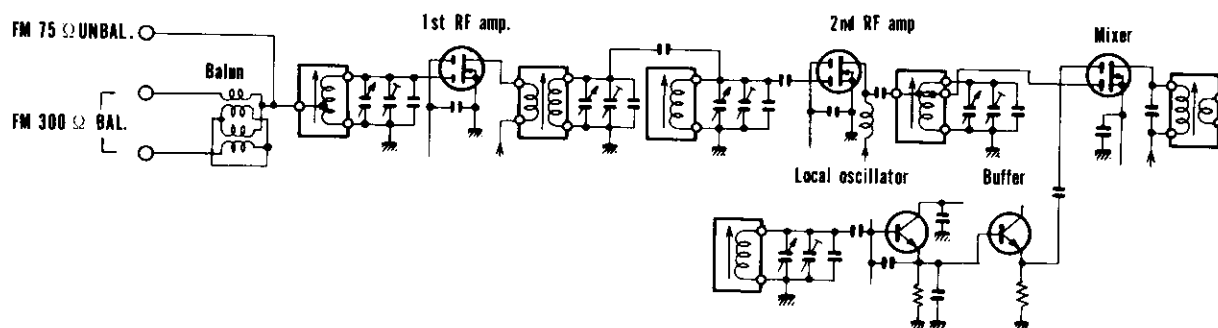 FM 75 Ω UNBAL.
1st RF amp.
2nd RF amp
Mixer
Balun
FM 300 Ω BAL.
Local oscillator
Buffer